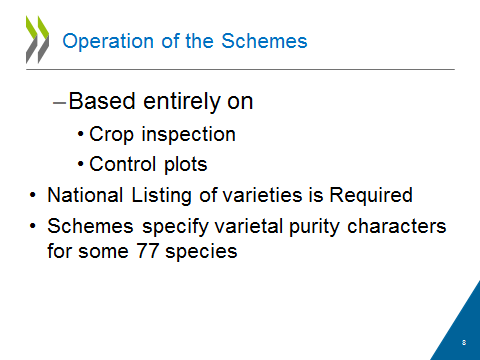 Operation of the Schemes
–Based entirely on
• Crop inspection
• Control plots
• National Listing of varieties is Required
• Schemes specify varietal purity characters
for some 77 species
8